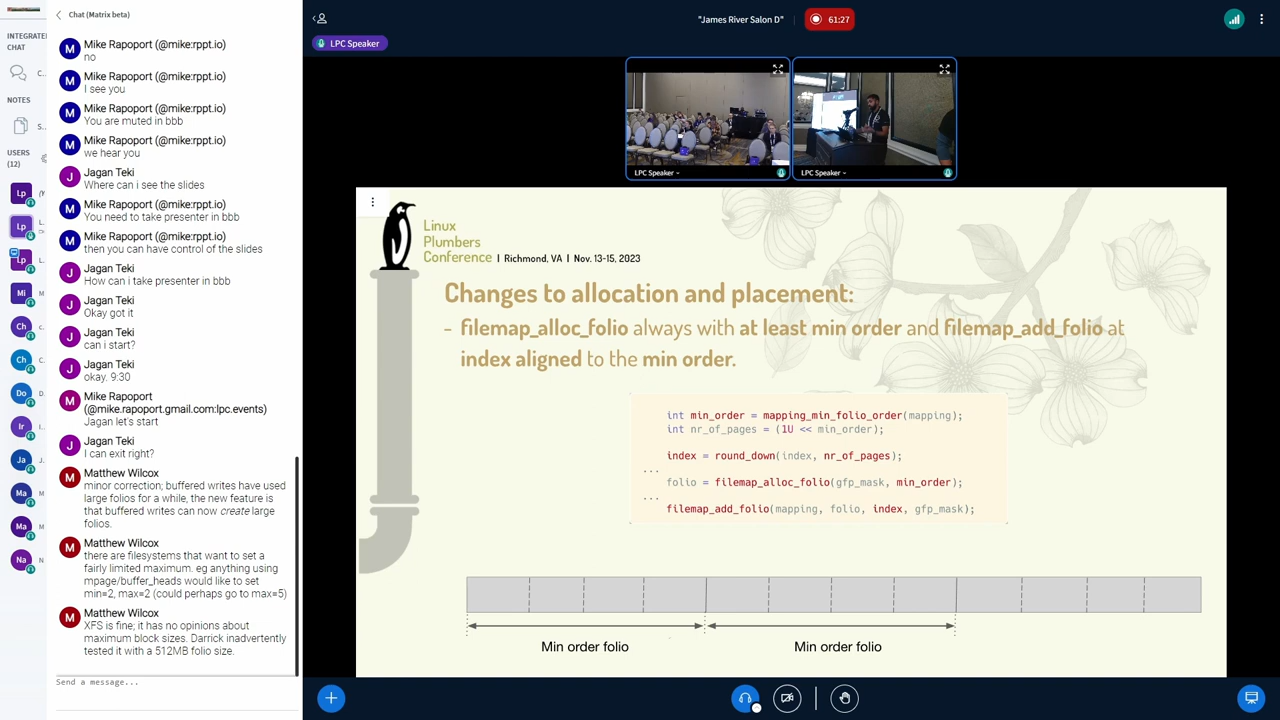 Chat (Matrix beta)
INTEGRATE
CHAT
C...
NOTES
S...
USERS
(12)
Lp
L..
Lp
Mi
Ch
Ch
Do
D.
Ir
I..
Ja
J..
Ma
Ma
Na
Mike Rapoport (@mike:rppt.io)
no
Mike Rapoport (@mike:rppt.io)
I see you
Mike Rapoport (@mike:rppt.io)
You are muted in bbb
Mike Rapoport (@mike:rppt.io)
we hear you
Jagan Teki
Where can i see the slides
Mike Rapoport (@mike:rppt.io)
You need to take presenter in bbb
Mike Rapoport (@mike:rppt.io)
then you can have control of the slides
Jagan Teki
How can i take presenter in bbb
Jagan Teki
Okay got it
Jagan Teki
can i start?
Jagan Teki
okay. 9:30
Mike Rapoport
(@mike.rapoport.gmail.com:lpc.events)
Jagan let's start
Jagan Teki
I can exit right?
Matthew Wilcox
minor correction; buffered writes have used
large folios for a while, the new feature is
that buffered writes can now create large
folios.
Matthew Wilcox
there are filesystems that want to set a
fairly limited maximum. eg anything using
mpage/buffer_heads would like to set
min=2, max=2 (could perhaps go to max=5)
Matthew Wilcox
XFS is fine; it has no opinions about
maximum block sizes. Darrick inadvertently
tested it with a 512MB folio size.
Send a message...
"James River Salon D"
61:27
LPC Speaker
LPC Speaker
LPC Speaker
Linux
Plumbers
Conference | Richmond, VA | Nov. 13-15, 2023
Changes to allocation and placement:
- filemap_alloc_folio always with at least min order and filemap_add_folio at
index aligned to the min order.
int min_order = mapping_min_folio_order(mapping);
int nr_of_pages = (1U << min_order);
index = round_down(index, nr_of_pages);
...
folio = filemap_alloc_folio(gfp_mask, min_order);
...
filemap_add_folio(mapping, folio, index, gfp_mask);
Min order folio
Min order folio